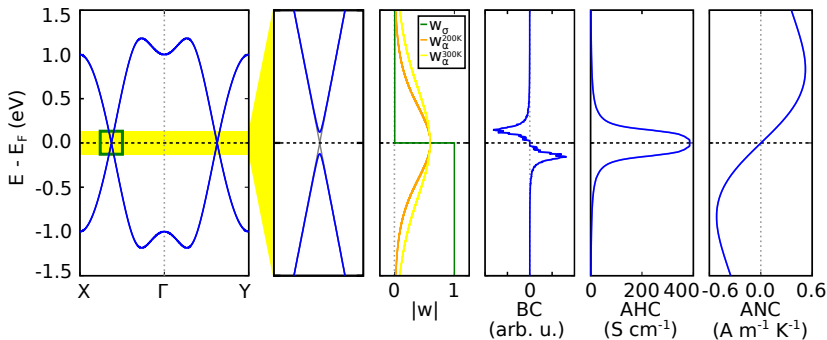 E - E_F (eV)
1.5
1.0
0.5
0.0
-0.5
-1.0
-1.5
X Γ Y
w_σ
w_α^200K
w_α^300K
0 1
|w|
0
BC
(arb. u.)
0 200 400
AHC
(S cm⁻¹)
-0.6 0.0 0.6
ANC
(A m⁻¹ K⁻¹)